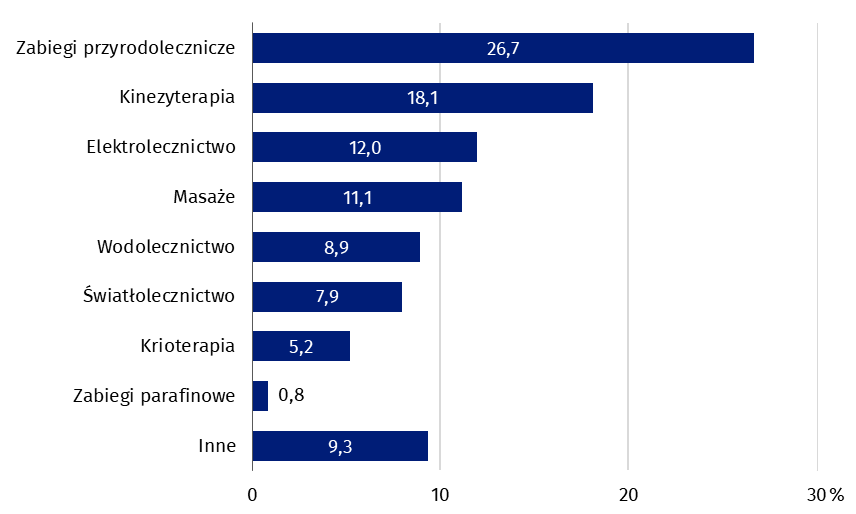 Zabiegi przyrodolecznicze 26,7
Kinezyterapia 18,1
Elektrolecznictwo 12,0
Masaże 11,1
Wodolecznictwo 8,9
Światłolecznictwo 7,9
Krioterapia 5,2
Zabiegi parafinowe 0,8
Inne 9,3
0 10 20 30 %